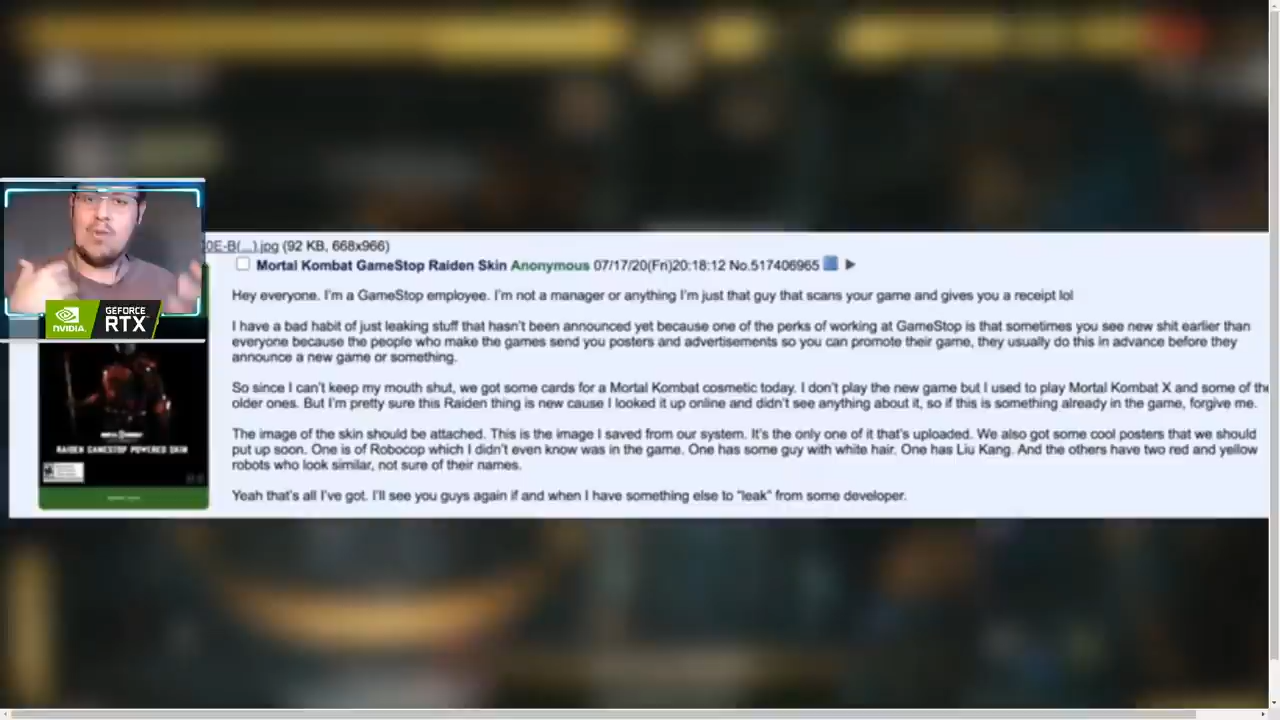 0E-B(...).jpg (92 KB, 668x966)
Mortal Kombat GameStop Raiden Skin Anonymous 07/17/20(Fri)20:18:12 No.517406965
Hey everyone. I'm a GameStop employee. I'm not a manager or anything I'm just that guy that scans your game and gives you a receipt lol
I have a bad habit of just leaking stuff that hasn't been announced yet because one of the perks of working at GameStop is that sometimes you see new shit earlier than
everyone because the people who make the games send you posters and advertisements so you can promote their game, they usually do this in advance before they
announce a new game or something.
So since I can't keep my mouth shut, we got some cards for a Mortal Kombat cosmetic today. I don't play the new game but I used to play Mortal Kombat X and some of the
older ones. But I'm pretty sure this Raiden thing is new cause I looked it up online and didn't see anything about it, so if this is something already in the game, forgive me.
The image of the skin should be attached. This is the image I saved from our system. It's the only one of it that's uploaded. We also got some cool posters that we should
put up soon. One is of Robocop which I didn't even know was in the game. One has some guy with white hair. One has Liu Kang. And the others have two red and yellow
robots who look similar, not sure of their names.
Yeah that's all I've got. I'll see you guys again if and when I have something else to "leak" from some developer.
NVIDIA.
GEFORCE
RTX
RAIDEN GAMESTOP POWERED SKIN